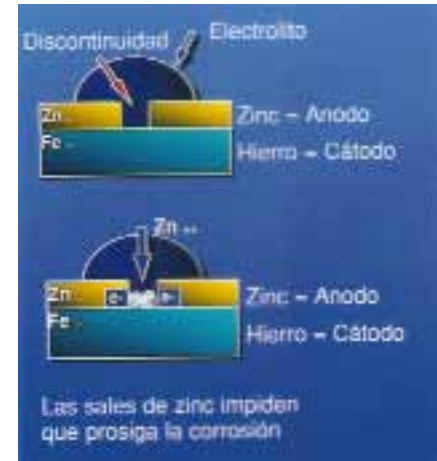 Discontinuidad
Electrolito
Zn
Zinc - Anodo
Fe -
Hierro - Cátodo
Zn ++
Zn
e-
e-
Zinc - Anodo
Fe
Hierro - Cátodo
Las sales de zinc impiden
que prosiga la corrosión